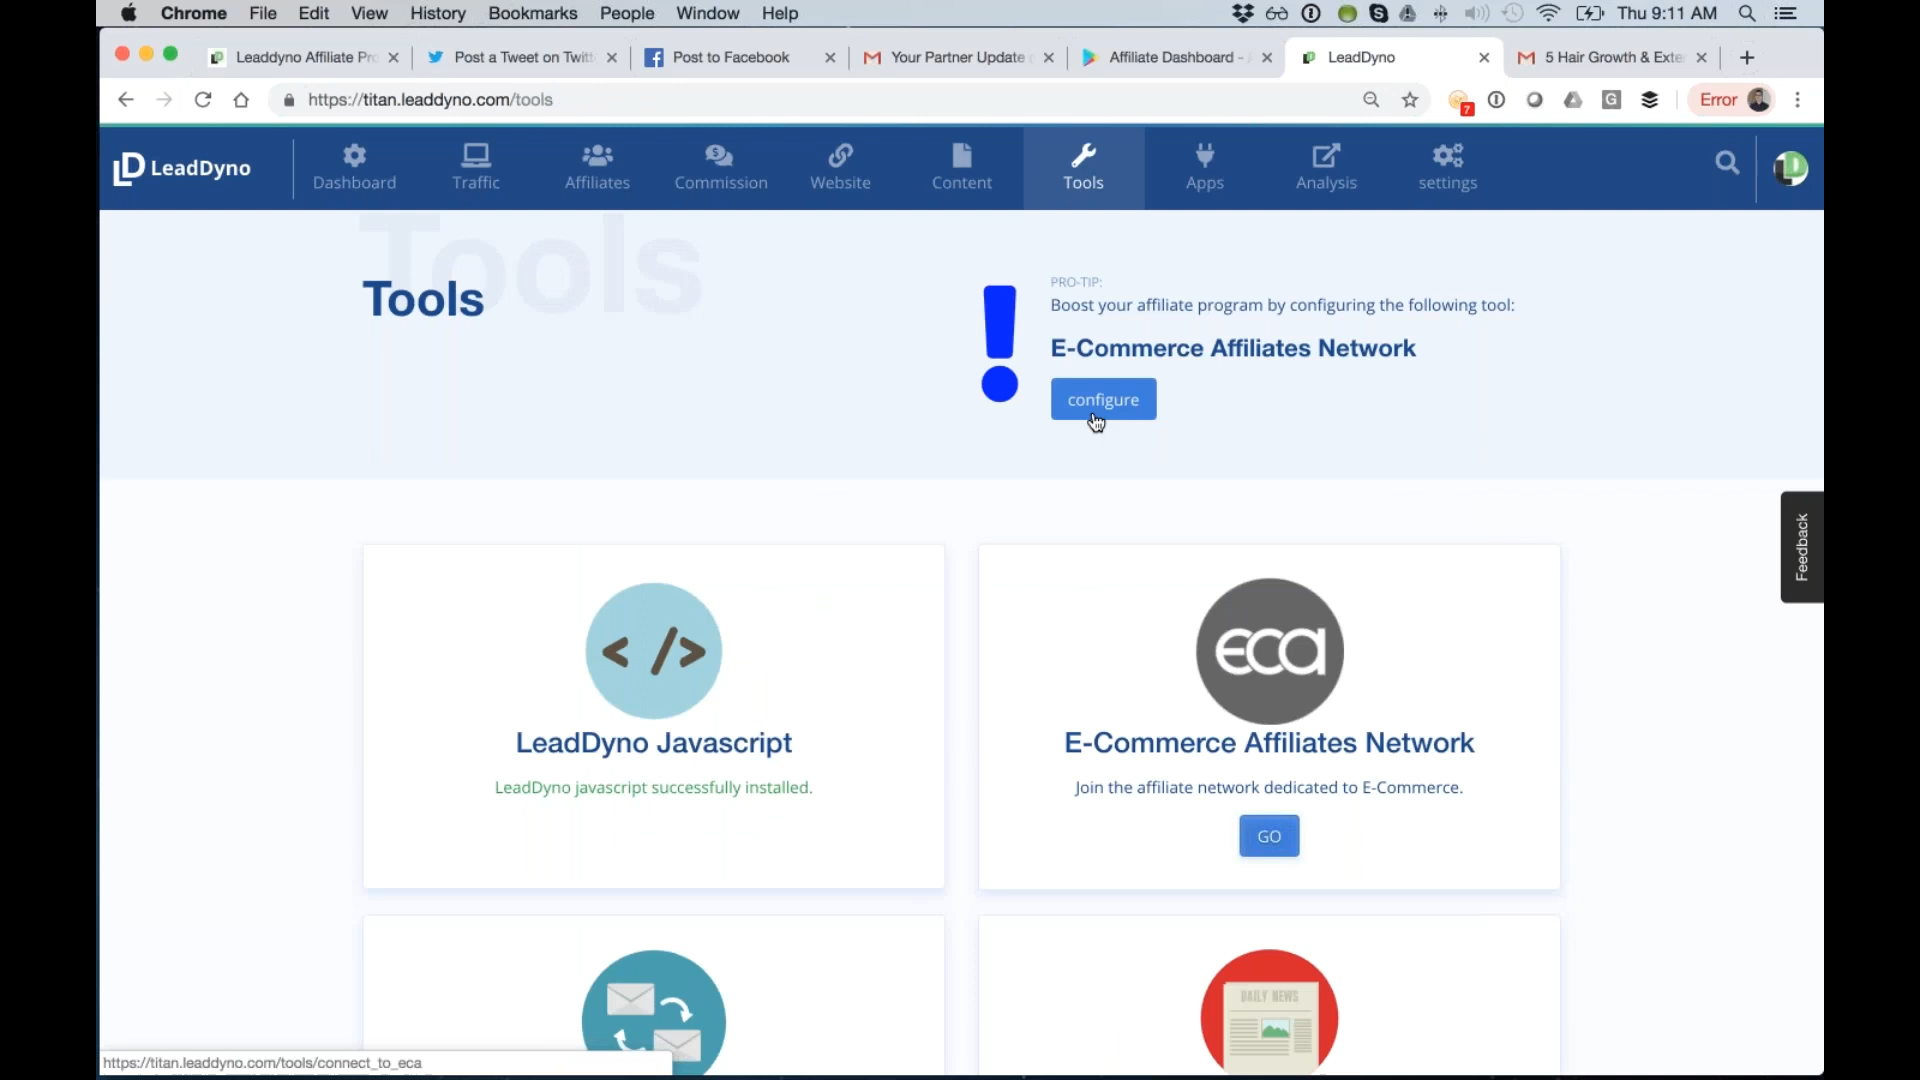 Chrome File Edit View History Bookmarks People Window Help Thu 9:11 AM
Leaddyno Affiliate Pr Post a Tweet on Twitt Post to Facebook Your Partner Update Affiliate Dashboard - LeadDyno 5 Hair Growth & Exte
https://titan.leaddyno.com/tools 7 G Error
LD LeadDyno Dashboard Traffic Affiliates Commission Website Content Tools Apps Analysis settings
Tools
Tools
PRO-TIP:
Boost your affiliate program by configuring the following tool:
E-Commerce Affiliates Network
configure
Feedback
</>
LeadDyno Javascript
LeadDyno javascript successfully installed.
eca
E-Commerce Affiliates Network
Join the affiliate network dedicated to E-Commerce.
GO
DAILY NEWS
https://titan.leaddyno.com/tools/connect_to_eca